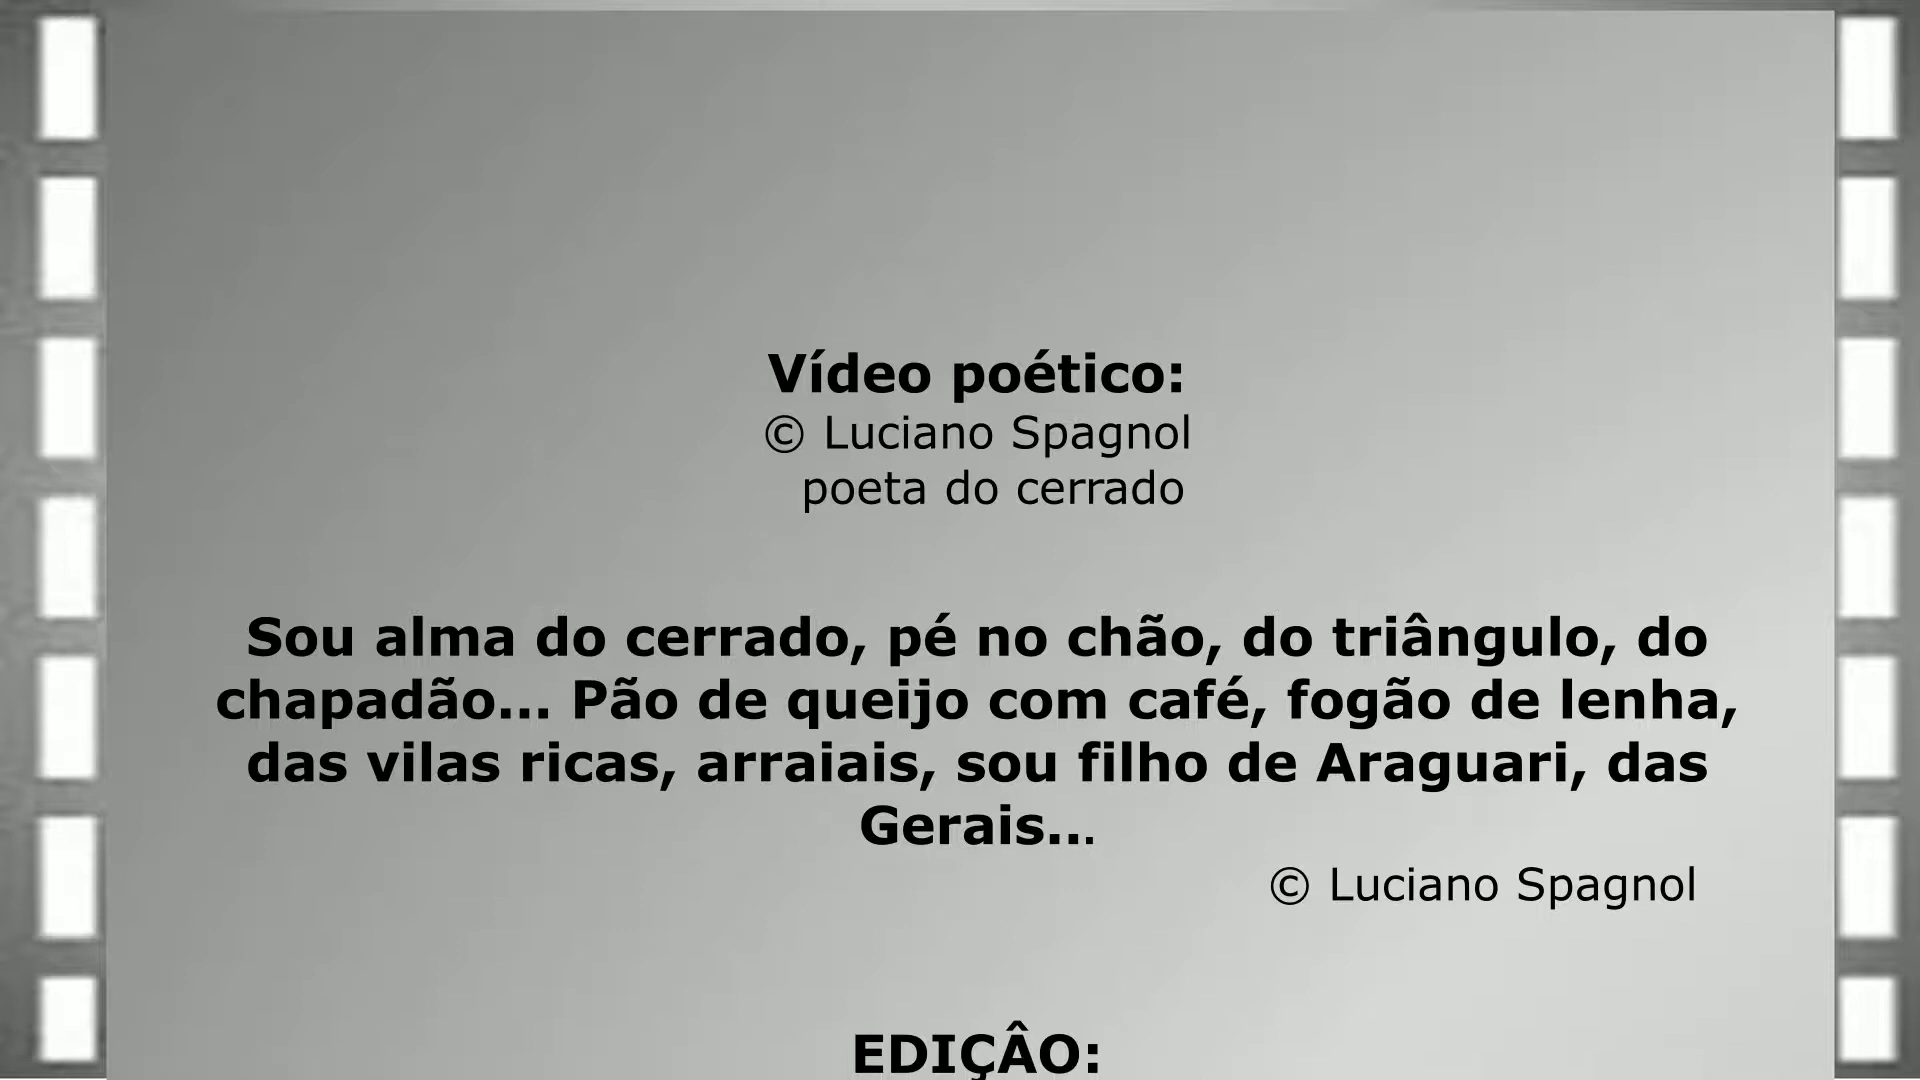 Vídeo poético:
© Luciano Spagnol
poeta do cerrado
Sou alma do cerrado, pé no chão, do triângulo, do
chapadão... Pão de queijo com café, fogão de lenha,
das vilas ricas, arraiais, sou filho de Araguari, das
Gerais...
© Luciano Spagnol
EDIÇÂO: